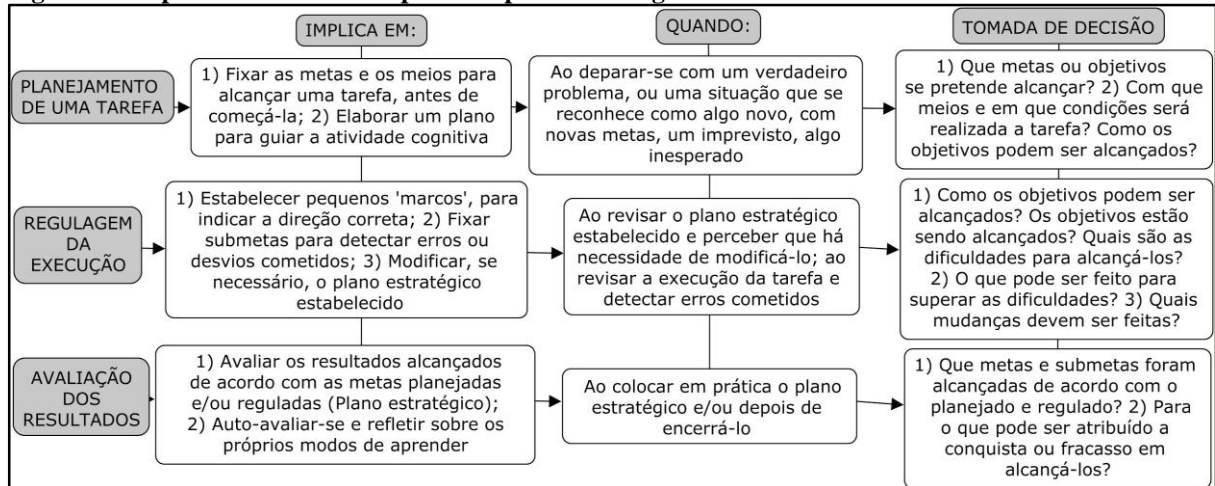 IMPLICA EM:
QUANDO:
TOMADA DE DECISÃO
PLANEJAMENTO
DE UMA TAREFA
1) Fixar as metas e os meios para
alcançar uma tarefa, antes de
começá-la; 2) Elaborar um plano
para guiar a atividade cognitiva
Ao deparar-se com um verdadeiro
problema, ou uma situação que se
reconhece como algo novo, com
novas metas, um imprevisto, algo
inesperado
1) Que metas ou objetivos
se pretende alcançar? 2) Com que
meios e em que condições será
realizada a tarefa? Como os
objetivos podem ser alcançados?
REGULAGEM
DA
EXECUÇÃO
1) Estabelecer pequenos 'marcos', para
indicar a direção correta; 2) Fixar
submetas para detectar erros ou
desvios cometidos; 3) Modificar, se
necessário, o plano estratégico
estabelecido
Ao revisar o plano estratégico
estabelecido e perceber que há
necessidade de modificá-lo; ao
revisar a execução da tarefa e
detectar erros cometidos
1) Como os objetivos podem ser
alcançados? Os objetivos estão
sendo alcançados? Quais são as
dificuldades para alcançá-los?
2) O que pode ser feito para
superar as dificuldades? 3) Quais
mudanças devem ser feitas?
AVALIAÇÃO
DOS
RESULTADOS
1) Avaliar os resultados alcançados
de acordo com as metas planejadas
e/ou reguladas (Plano estratégico);
2) Auto-avaliar-se e refletir sobre os
próprios modos de aprender
Ao colocar em prática o plano
estratégico e/ou depois de
encerrá-lo
1) Que metas e submetas foram
alcançadas de acordo com o
planejado e regulado? 2) Para
o que pode ser atribuído a
conquista ou fracasso em
alcançá-los?